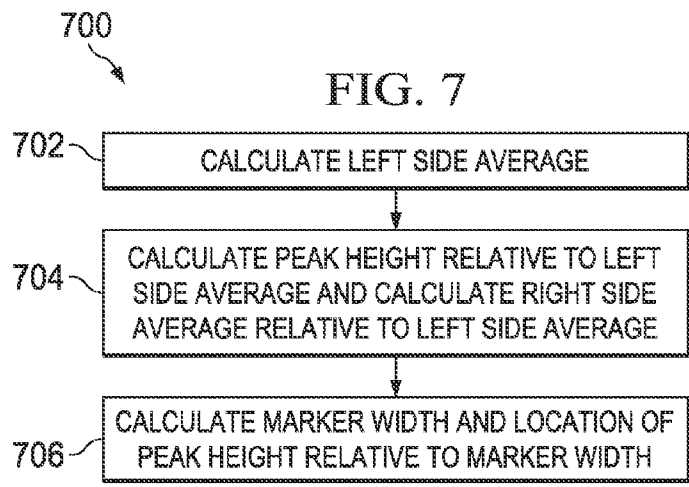 700
FIG. 7
702
CALCULATE LEFT SIDE AVERAGE
704
CALCULATE PEAK HEIGHT RELATIVE TO LEFT
SIDE AVERAGE AND CALCULATE RIGHT SIDE
AVERAGE RELATIVE TO LEFT SIDE AVERAGE
706
CALCULATE MARKER WIDTH AND LOCATION OF
PEAK HEIGHT RELATIVE TO MARKER WIDTH